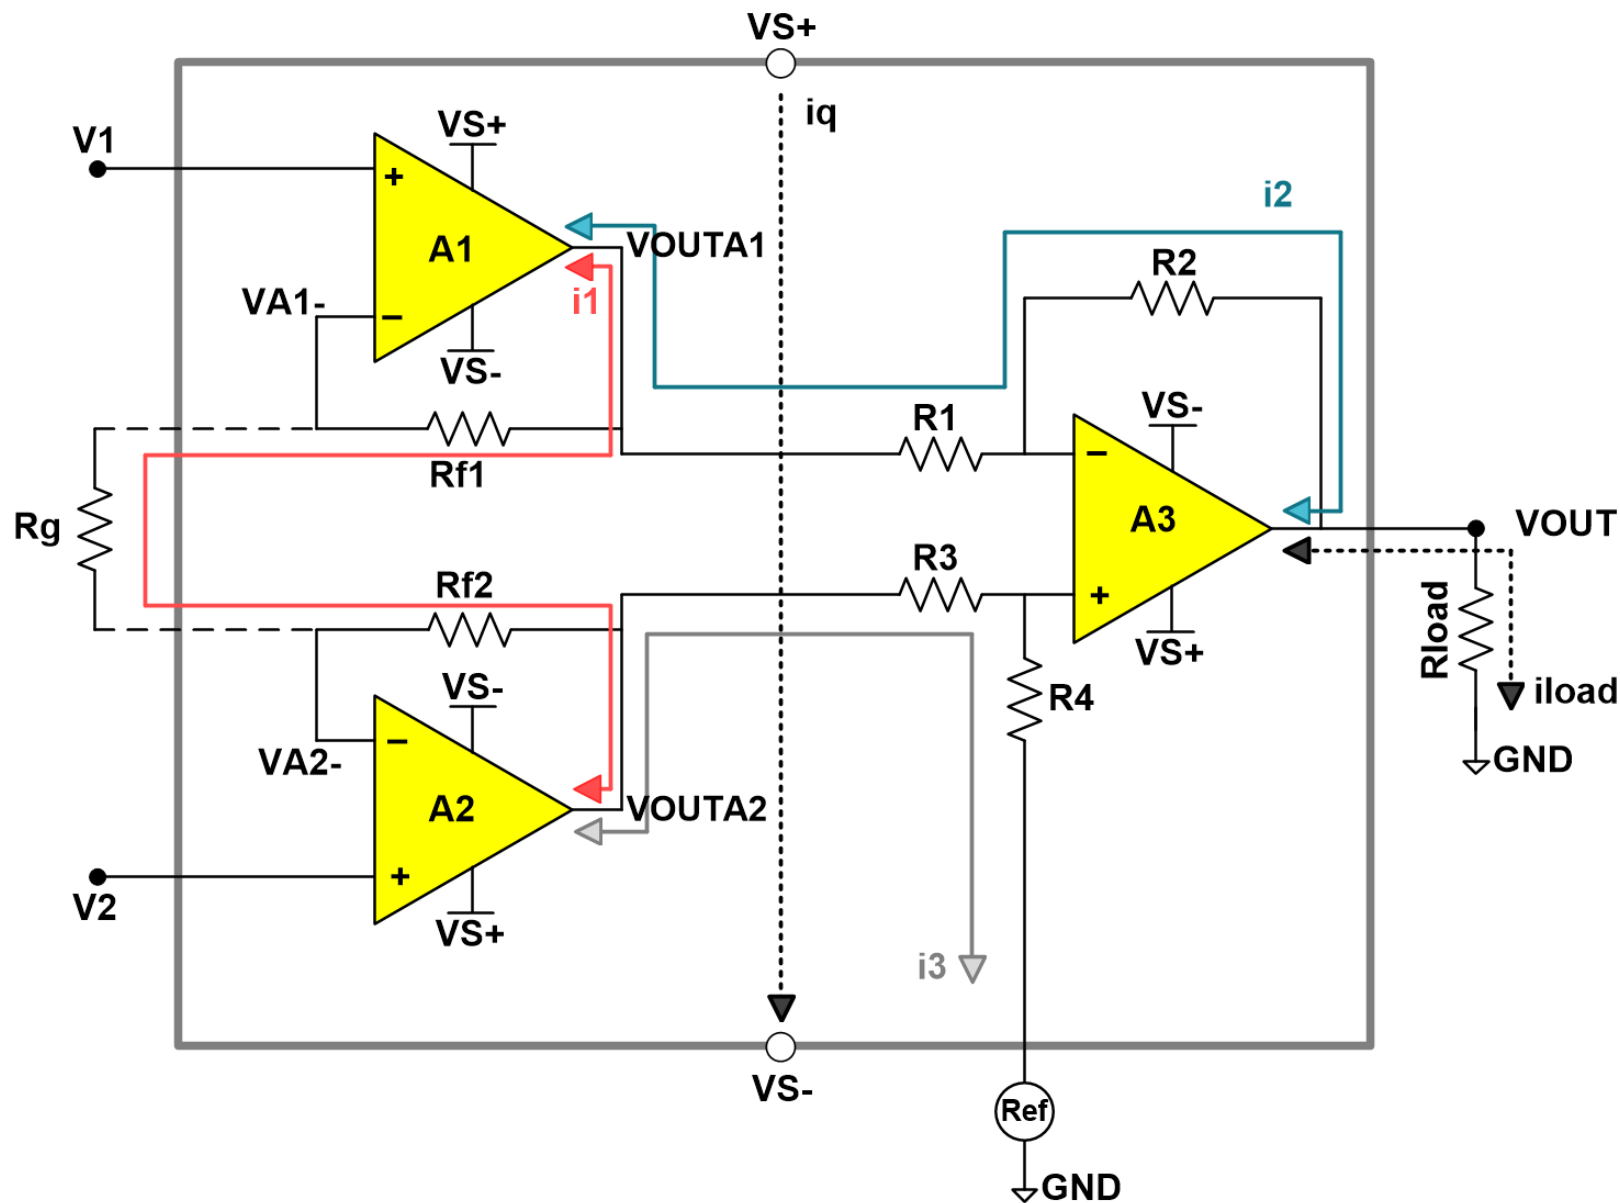 VS+
iq
V1
VS+
+
A1
VOUTA1
i2
R2
VA1-
−
i1
VS-
Rf1
R1
VS-
−
A3
VOUT
Rg
R3
+
VS+
Rload
Rf2
iload
R4
VS-
VA2-
−
GND
A2
VOUTA2
V2
+
VS+
i3
VS-
Ref
GND